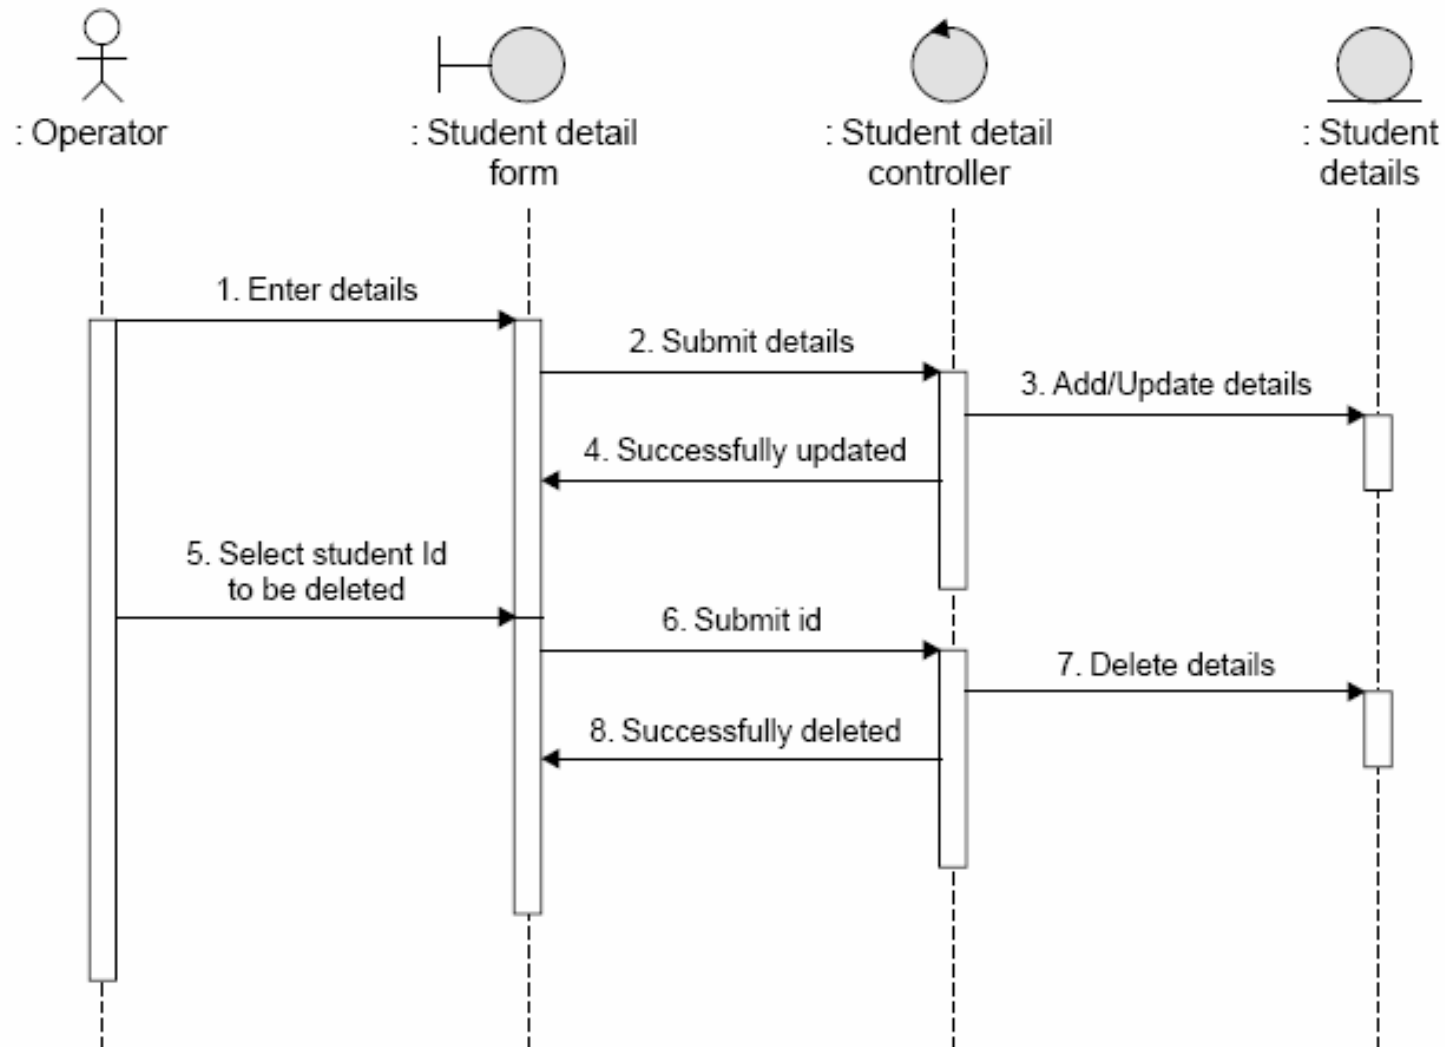 : Operator
: Student detail
form
: Student detail
controller
: Student
details
1. Enter details
2. Submit details
3. Add/Update details
4. Successfully updated
5. Select student Id
to be deleted
6. Submit id
7. Delete details
8. Successfully deleted